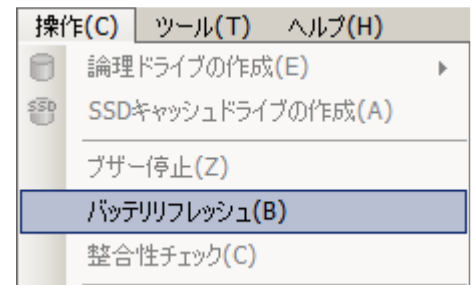 操作(C) ツール(T) ヘルプ(H)
論理ドライブの作成(E)
SSD SSDキャッシュドライブの作成(A)
ブザー停止(Z)
バッテリリフレッシュ(B)
整合性チェック(C)